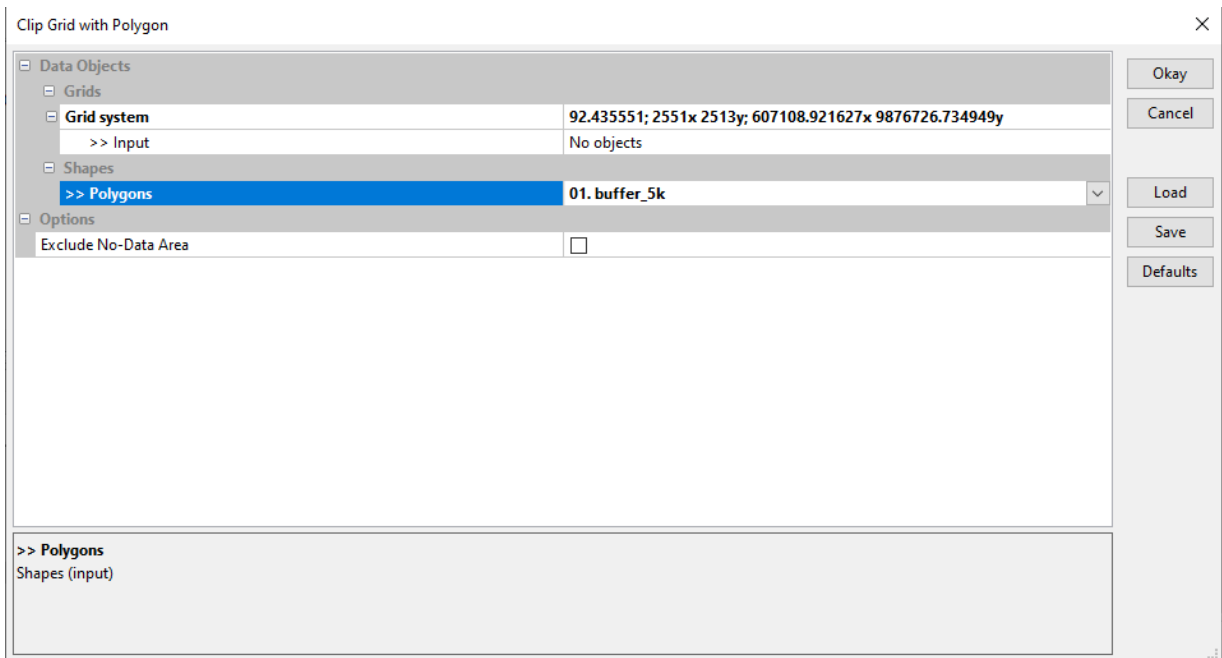 Clip Grid with Polygon
Data Objects
Okay
Grids
Grid system 92.435551; 2551x 2513y; 607108.921627x 9876726.734949y
Cancel
>> Input No objects
Shapes
>> Polygons 01. buffer_5k
Load
Options
Save
Exclude No-Data Area
Defaults
>> Polygons
Shapes (input)